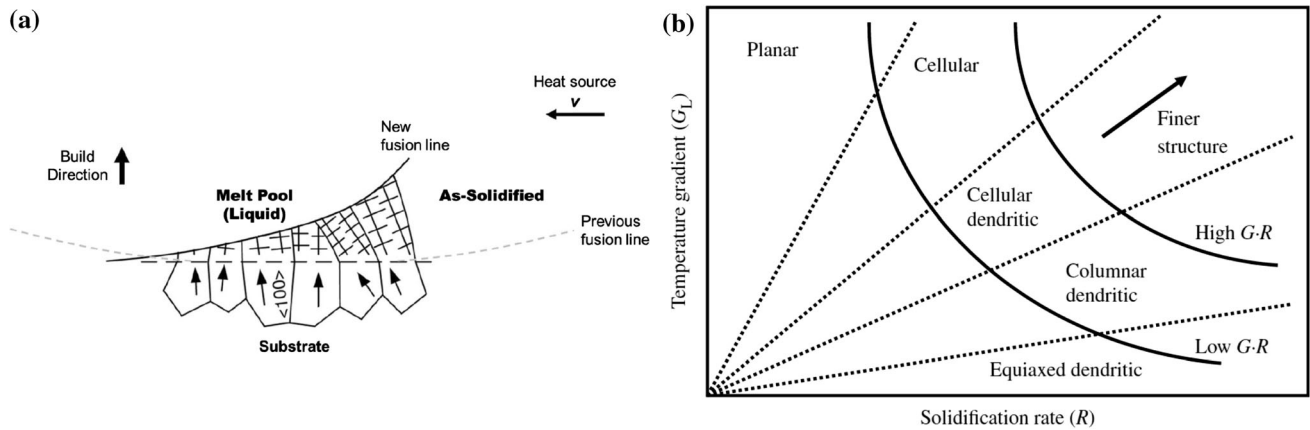 (a)
Heat source
v
New
fusion line
Build
Direction
Melt Pool
(Liquid)
As-Solidified
Previous
fusion line
<100>
Substrate
(b)
Temperature gradient (G_L)
Planar
Cellular
Finer
structure
Cellular
dendritic
High G·R
Columnar
dendritic
Low G·R
Equiaxed dendritic
Solidification rate (R)